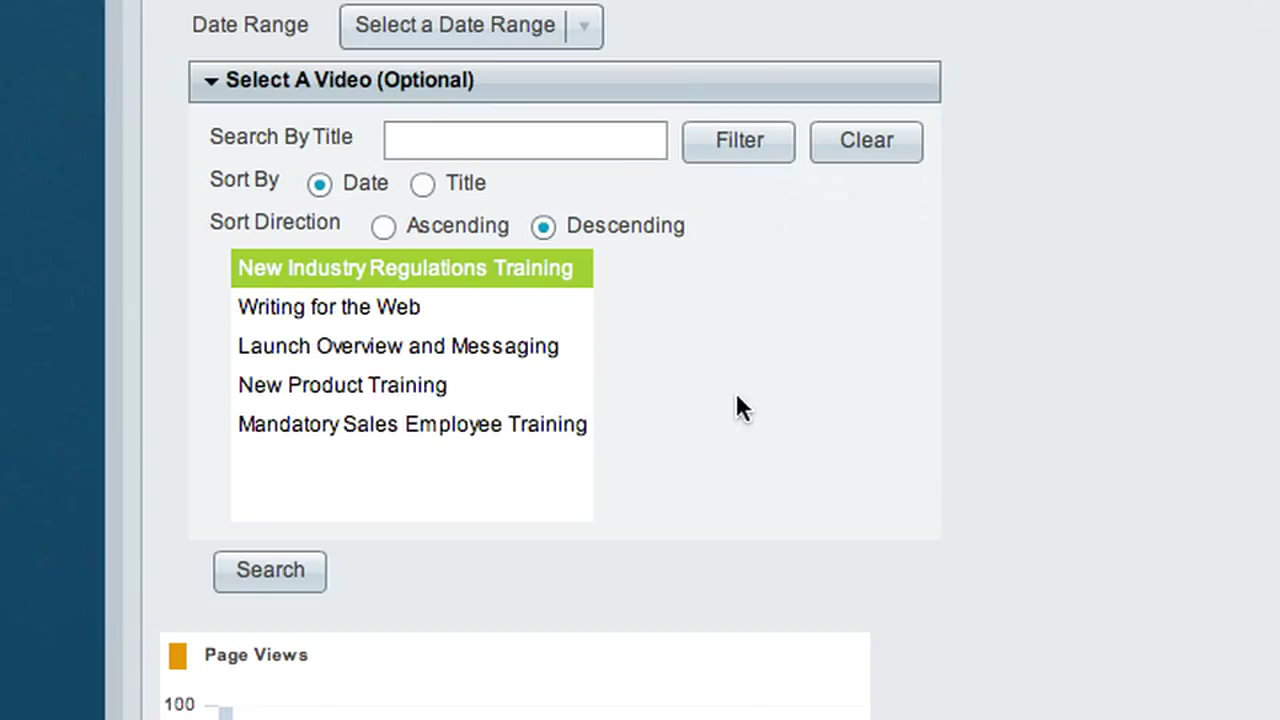 Date Range Select a Date Range
Select A Video (Optional)
Search By Title Filter Clear
Sort By Date Title
Sort Direction Ascending Descending
New Industry Regulations Training
Writing for the Web
Launch Overview and Messaging
New Product Training
Mandatory Sales Employee Training
Search
Page Views
100